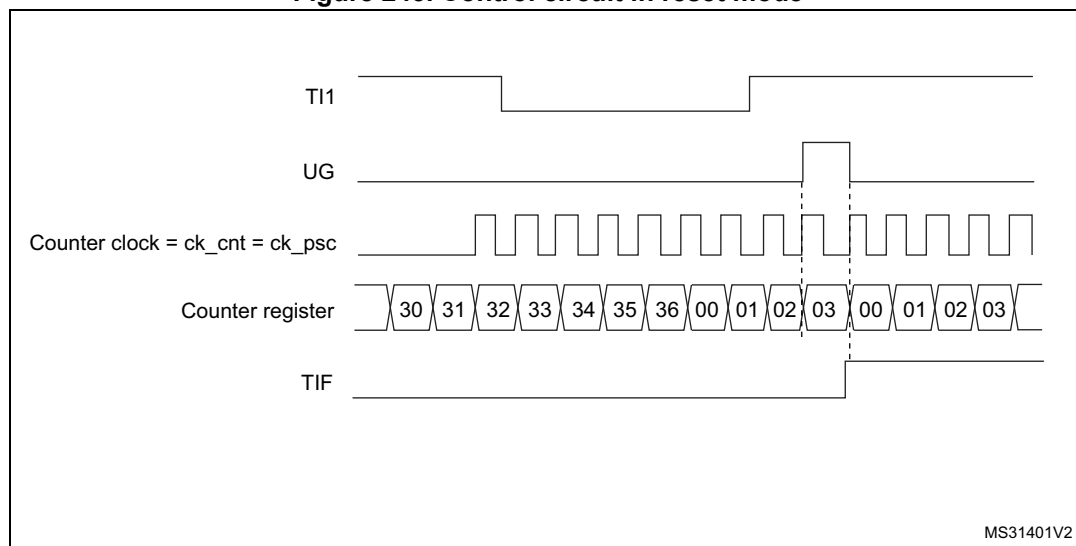 TI1
UG
Counter clock = ck_cnt = ck_psc
Counter register 30 31 32 33 34 35 36 00 01 02 03 00 01 02 03
TIF
MS31401V2